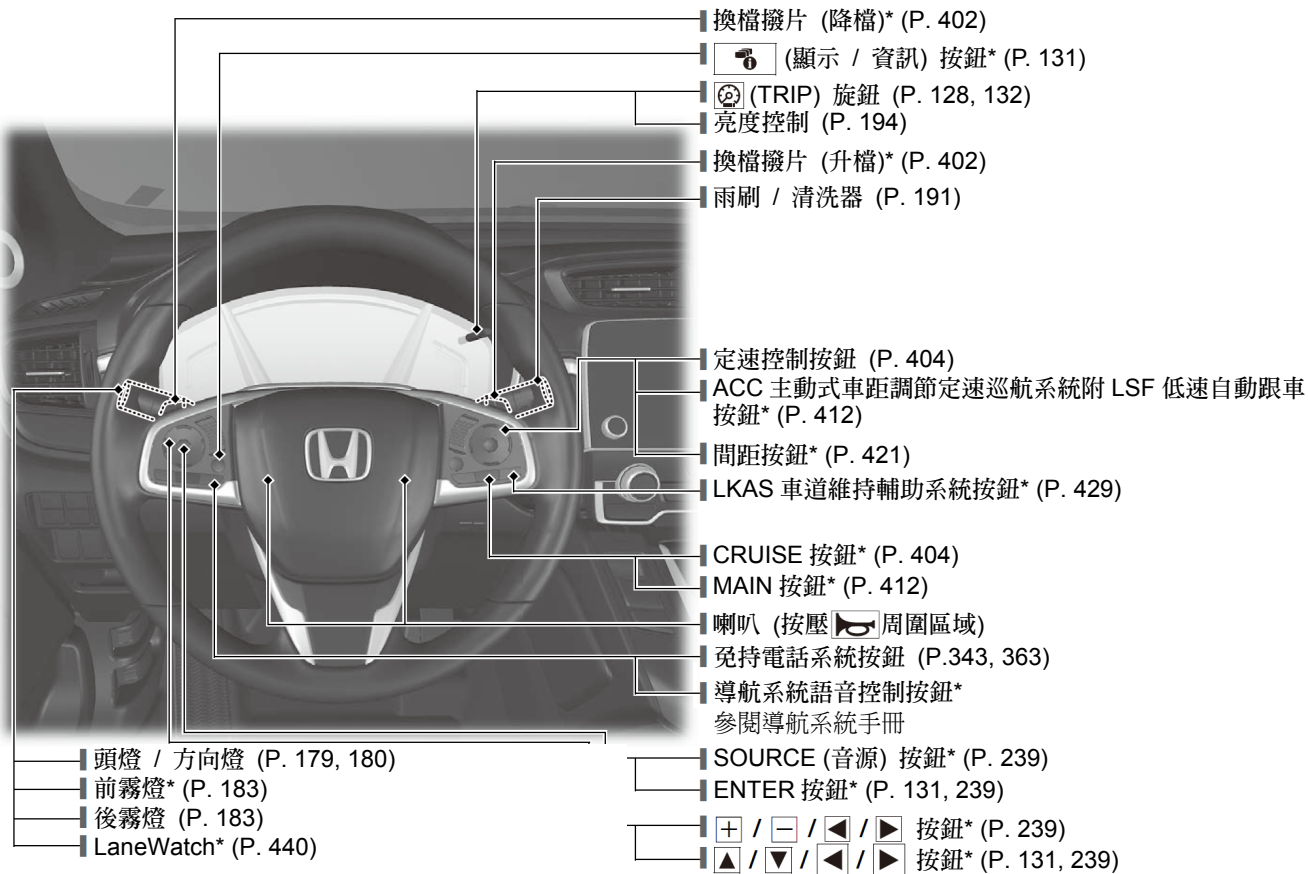 換檔撥片 (降檔)* (P. 402)
(顯示 / 資訊) 按鈕* (P. 131)
(TRIP) 旋鈕 (P. 128, 132)
亮度控制 (P. 194)
換檔撥片 (升檔)* (P. 402)
雨刷 / 清洗器 (P. 191)
定速控制按鈕 (P. 404)
ACC 主動式車距調節定速巡航系統附 LSF 低速自動跟車
按鈕* (P. 412)
間距按鈕* (P. 421)
LKAS 車道維持輔助系統按鈕* (P. 429)
CRUISE 按鈕* (P. 404)
MAIN 按鈕* (P. 412)
喇叭 (按壓 周圍區域)
免持電話系統按鈕 (P.343, 363)
導航系統語音控制按鈕*
參閱導航系統手冊
SOURCE (音源) 按鈕* (P. 239)
ENTER 按鈕* (P. 131, 239)
+ / − / ◀ / ▶ 按鈕* (P. 239)
▲ / ▼ / ◀ / ▶ 按鈕* (P. 131, 239)
頭燈 / 方向燈 (P. 179, 180)
前霧燈* (P. 183)
後霧燈 (P. 183)
LaneWatch* (P. 440)